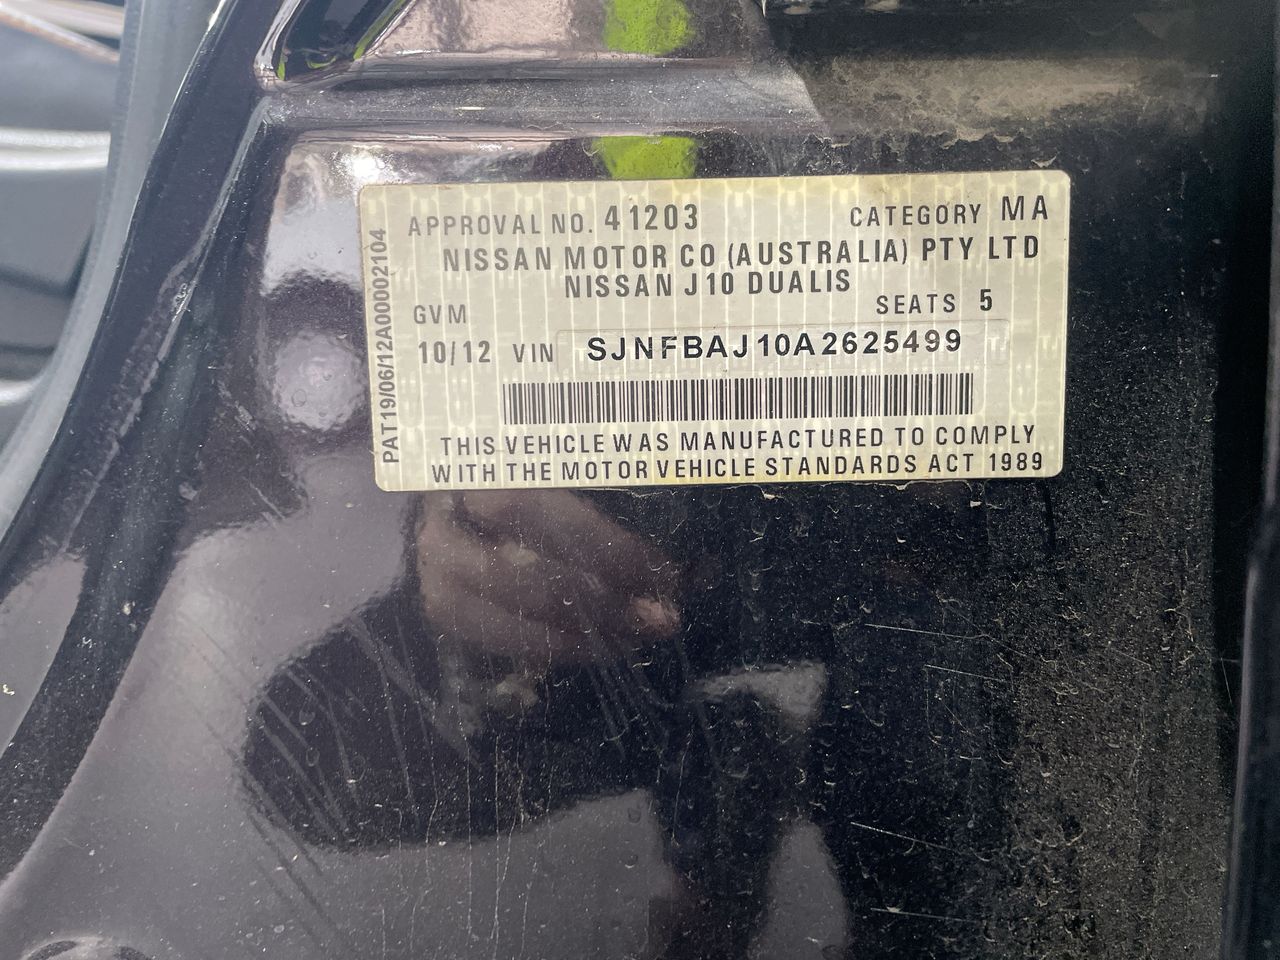 APPROVAL NO. 41203 CATEGORY MA
NISSAN MOTOR CO (AUSTRALIA) PTY LTD
NISSAN J10 DUALIS
GVM SEATS 5
10/12 VIN SJNFBAJ10A2625499
THIS VEHICLE WAS MANUFACTURED TO COMPLY
WITH THE MOTOR VEHICLE STANDARDS ACT 1989
PAT19/06/12A00002104